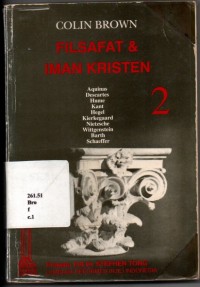 COLIN BROWN
FILSAFAT &
IMAN KRISTEN
Aquinas
Descartes
Hume
Kant
Hegel
Kierkegaard
Nietzsche
Wittgenstein
Barth
Schaeffer
2
261.51
Bro
f
c.1